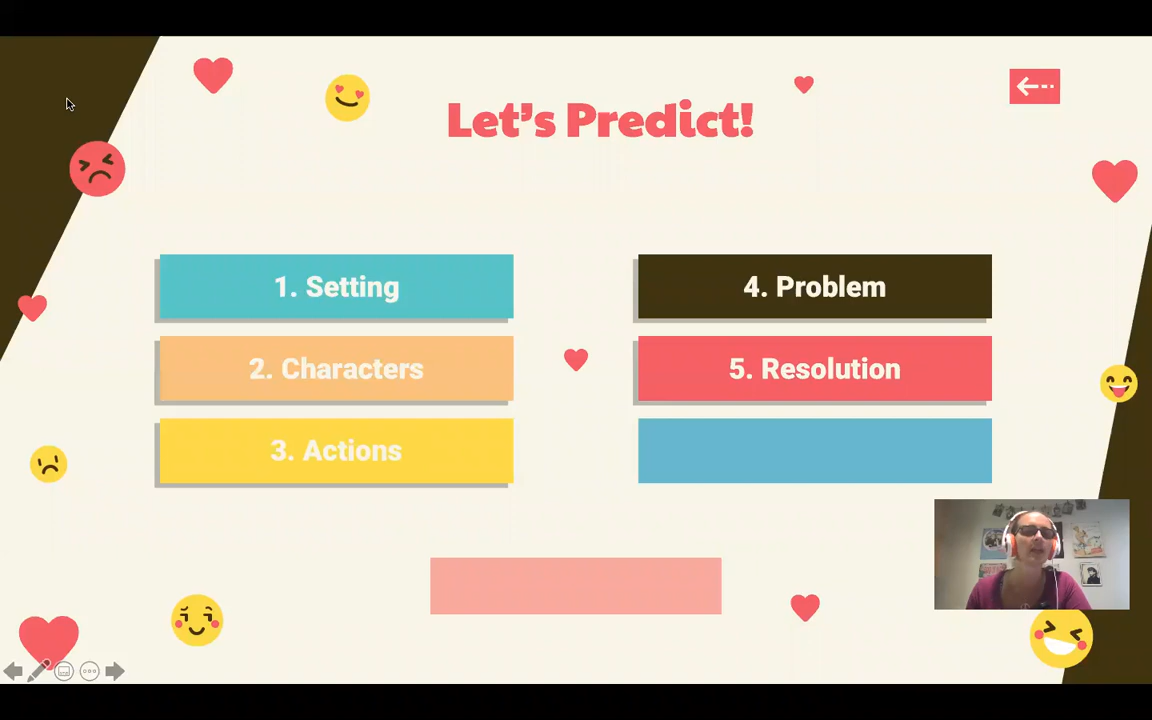 Let's Predict!
1. Setting
2. Characters
3. Actions
4. Problem
5. Resolution